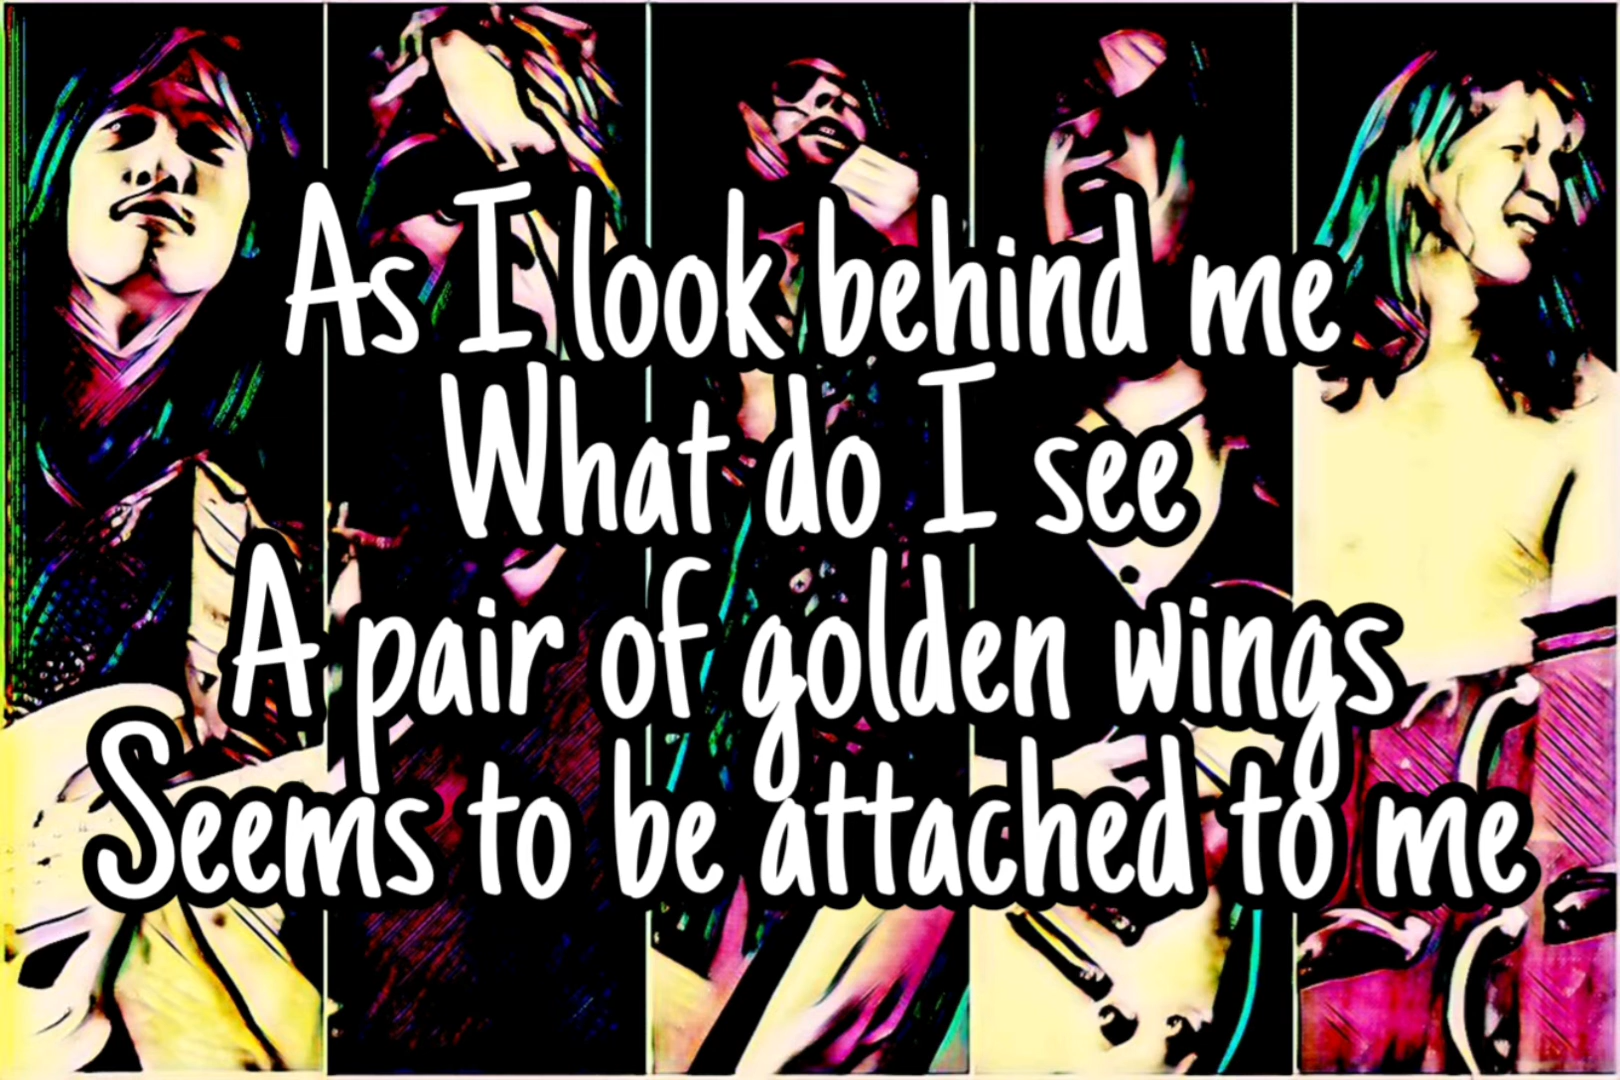 As I look behind me
What do I see
A pair of golden wings
Seems to be attached to me